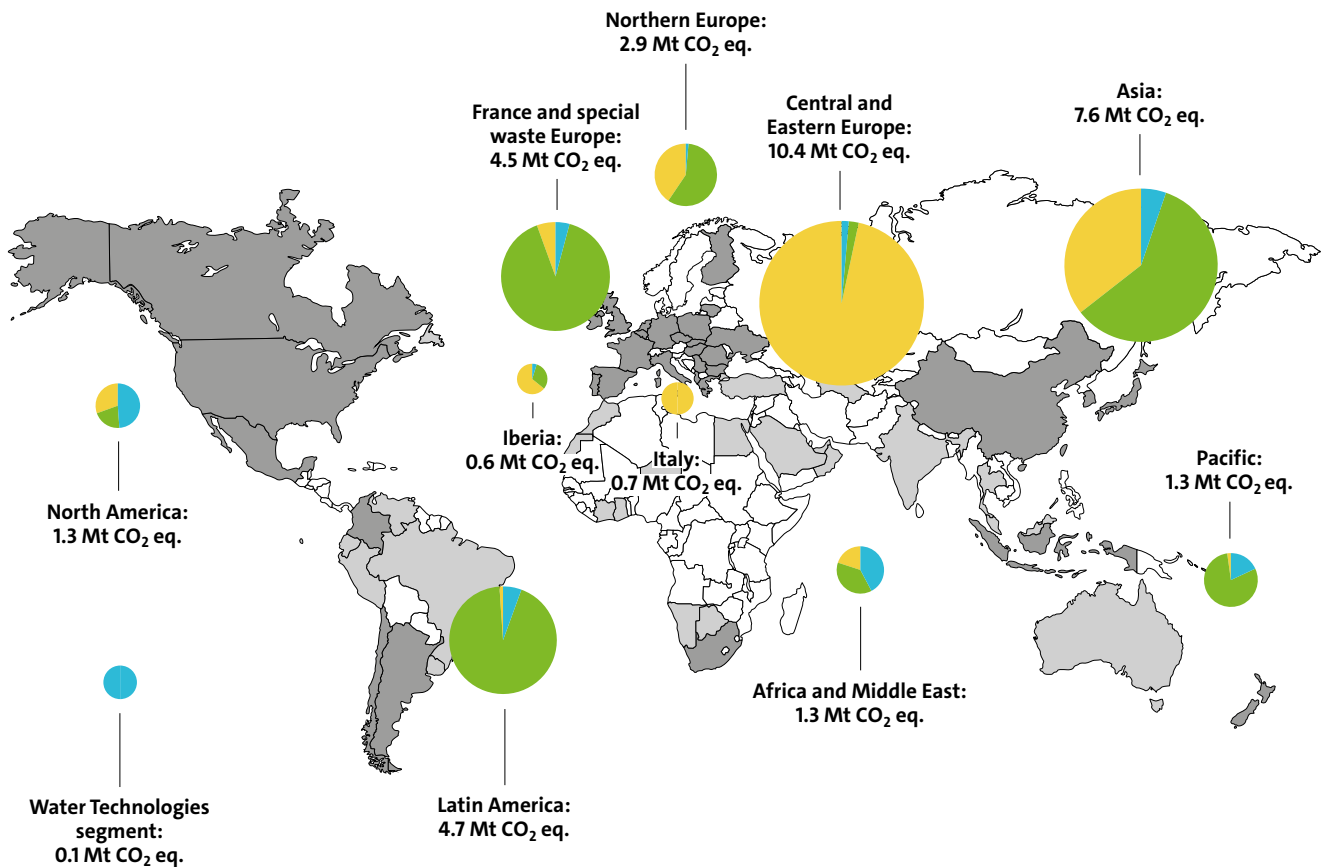 Northern Europe:
2.9 Mt CO₂ eq.
France and special
waste Europe:
4.5 Mt CO₂ eq.
Central and
Eastern Europe:
10.4 Mt CO₂ eq.
Asia:
7.6 Mt CO₂ eq.
North America:
1.3 Mt CO₂ eq.
Iberia:
0.6 Mt CO₂ eq.
Italy:
0.7 Mt CO₂ eq.
Pacific:
1.3 Mt CO₂ eq.
Africa and Middle East:
1.3 Mt CO₂ eq.
Water Technologies
segment:
0.1 Mt CO₂ eq.
Latin America:
4.7 Mt CO₂ eq.